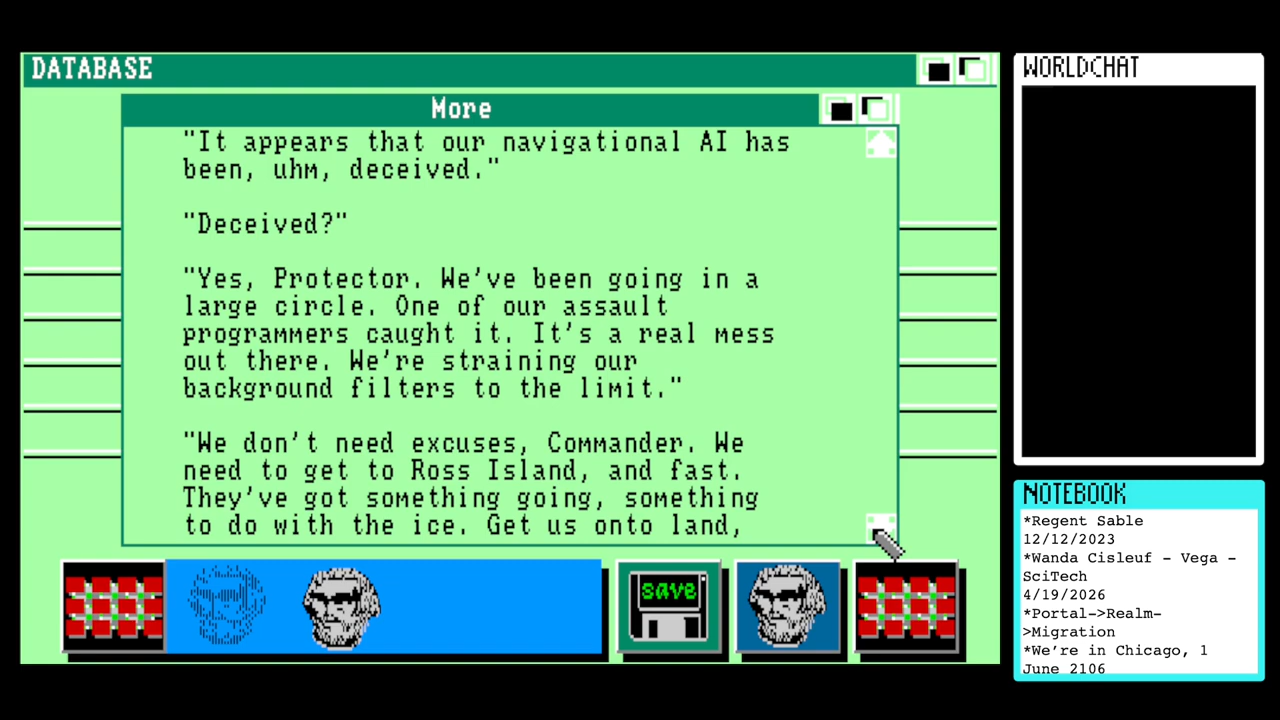 DATABASE
More
"It appears that our navigational AI has
been, uhm, deceived."
"Deceived?"
"Yes, Protector. We've been going in a
large circle. One of our assault
programmers caught it. It's a real mess
out there. We're straining our
background filters to the limit."
"We don't need excuses, Commander. We
need to get to Ross Island, and fast.
They've got something going, something
to do with the ice. Get us onto land,
save
WORLDCHAT
NOTEBOOK
*Regent Sable
12/12/2023
*Wanda Cisleuf - Vega -
SciTech
4/19/2026
*Portal->Realm-
>Migration
*We're in Chicago, 1
June 2106